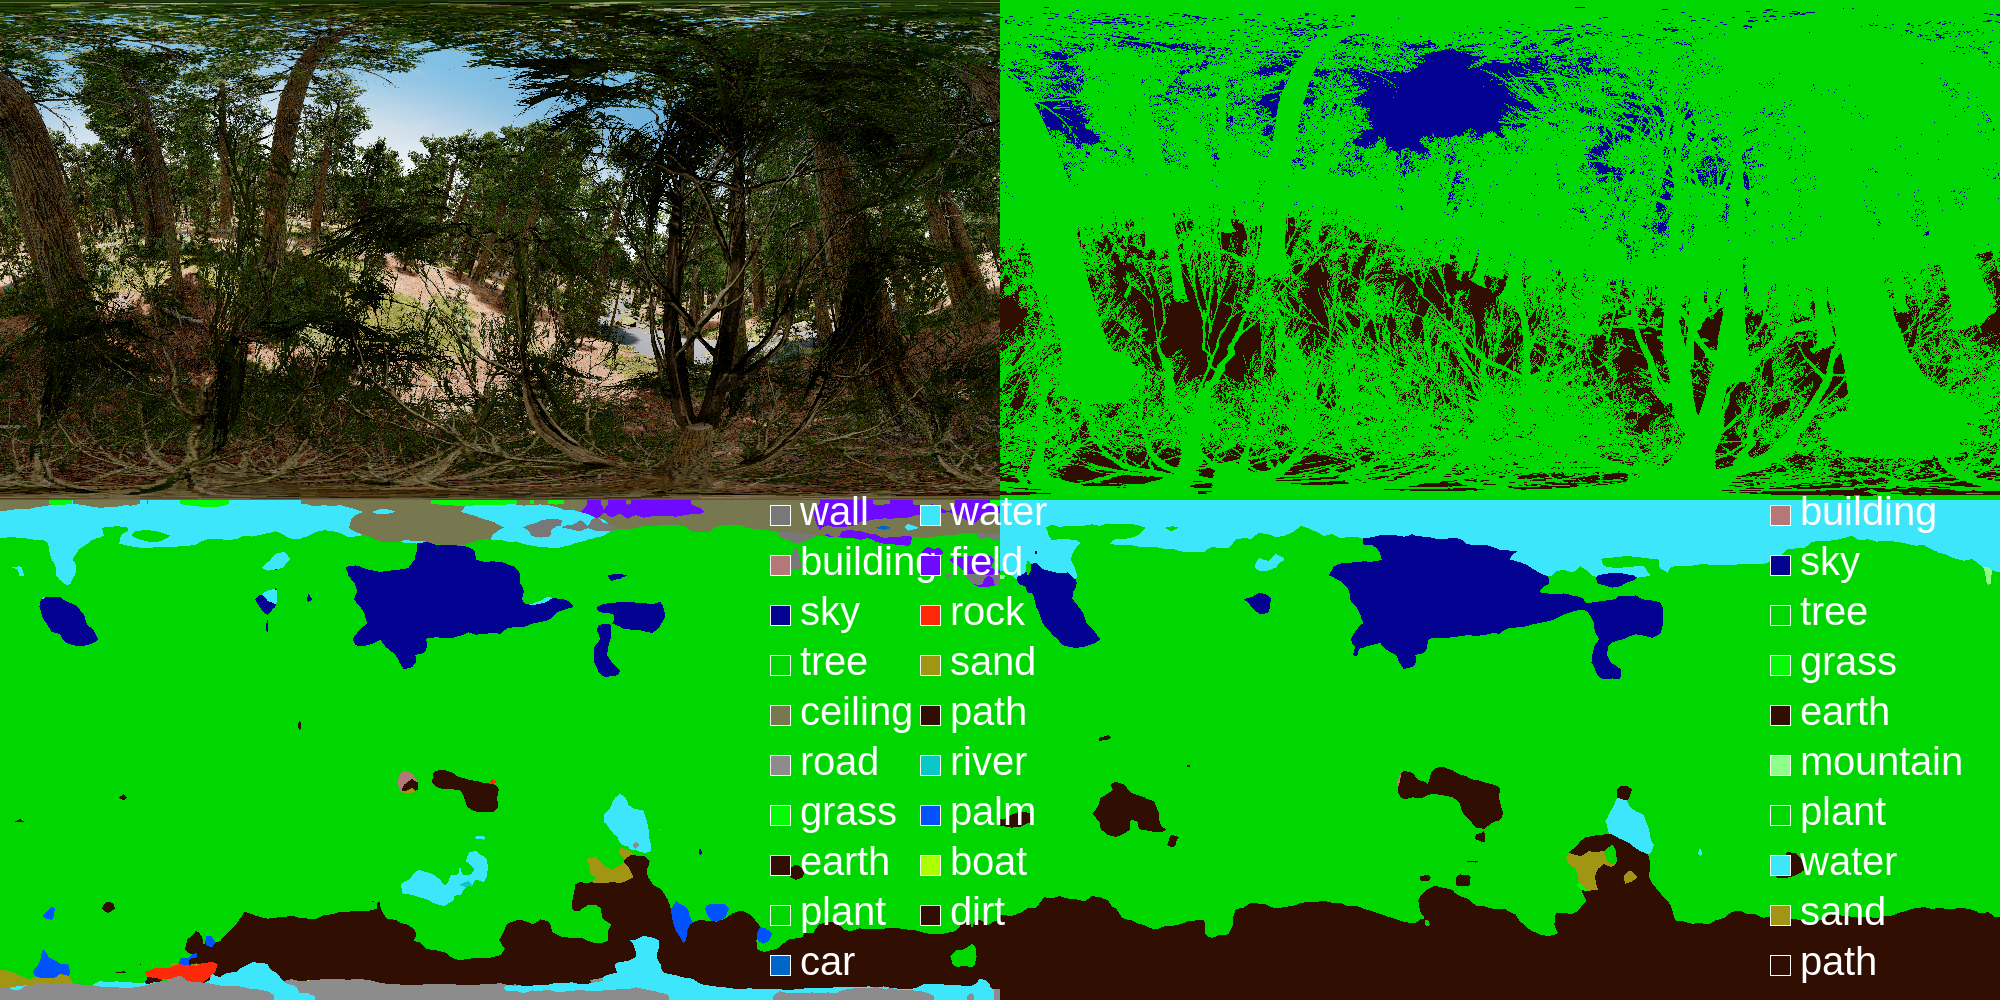 wall
building
sky
tree
ceiling
road
grass
earth
plant
car
water
field
rock
sand
path
river
palm
boat
dirt
building
sky
tree
grass
earth
mountain
plant
water
sand
path